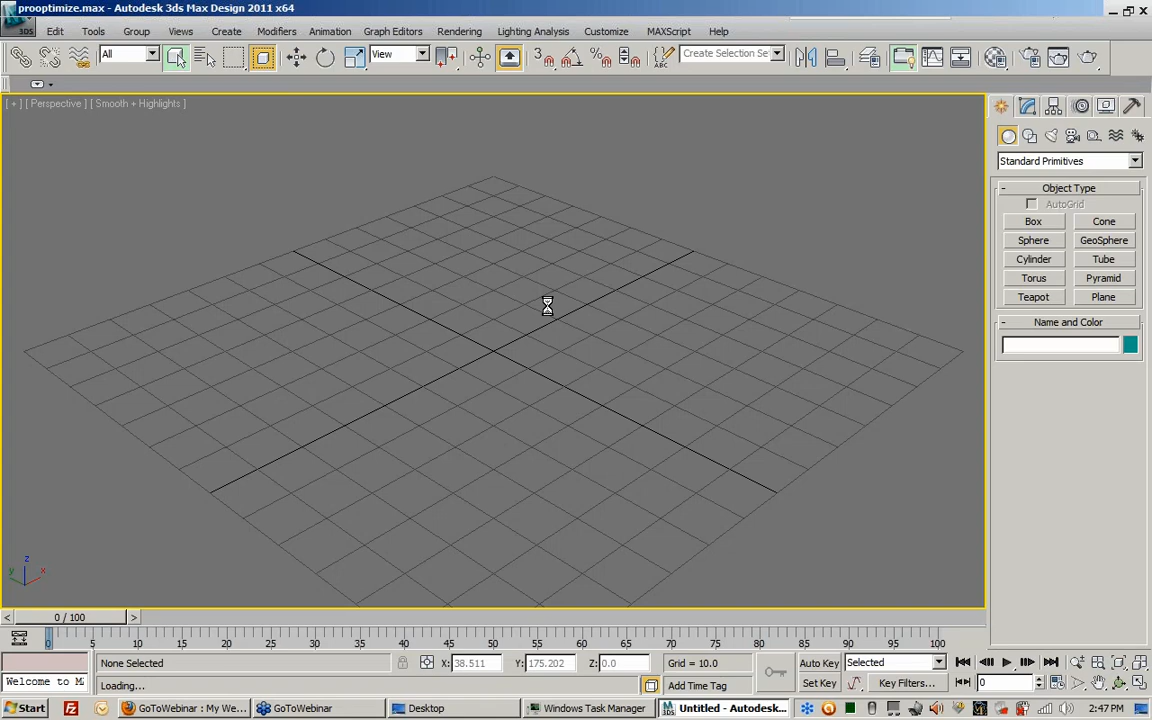 prooptimize.max - Autodesk 3ds Max Design 2011 x64
3DS
Edit Tools Group Views Create Modifiers Animation Graph Editors Rendering Lighting Analysis Customize MAXScript Help
All View 3 Create Selection Se
[ + ] [ Perspective ] [ Smooth + Highlights ]
Standard Primitives
- Object Type
AutoGrid
Box Cone
Sphere GeoSphere
Cylinder Tube
Torus Pyramid
Teapot Plane
- Name and Color
z
y x
< 0 / 100 >
0 5 10 15 20 25 30 35 40 45 50 55 60 65 70 75 80 85 90 95 100
None Selected X: 38.511 Y: 175.202 Z: 0.0 Grid = 10.0 Auto Key Selected
Welcome to M Loading... Add Time Tag Set Key Key Filters... 0
Start GoToWebinar : My We... GoToWebinar Desktop Windows Task Manager Untitled - Autodesk... 2:47 PM